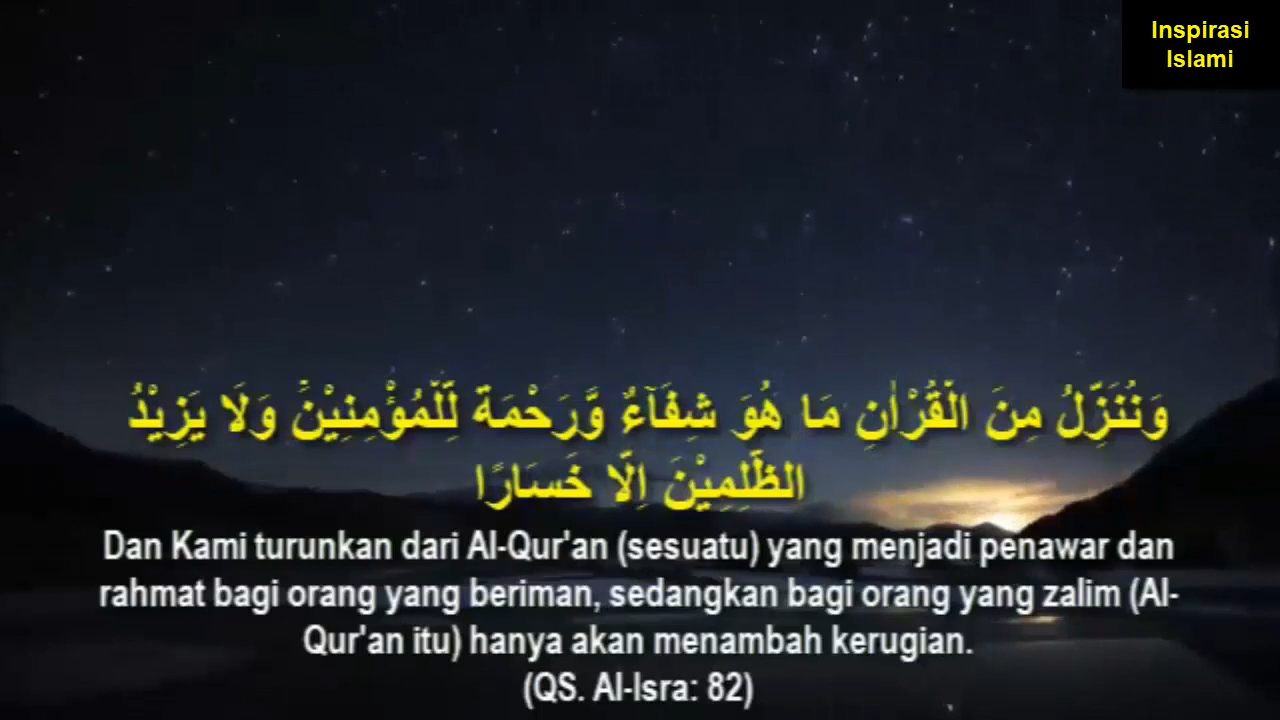 Inspirasi
Islami
وَنُنَزِّلُ مِنَ الْقُرْاٰنِ مَا هُوَ شِفَاۤءٌ وَّرَحْمَةٌ لِّلْمُؤْمِنِيْنَۙ وَلَا يَزِيْدُ
الظّٰلِمِيْنَ اِلَّا خَسَارًا
Dan Kami turunkan dari Al-Qur'an (sesuatu) yang menjadi penawar dan
rahmat bagi orang yang beriman, sedangkan bagi orang yang zalim (Al-
Qur'an itu) hanya akan menambah kerugian.
(QS. Al-Isra: 82)